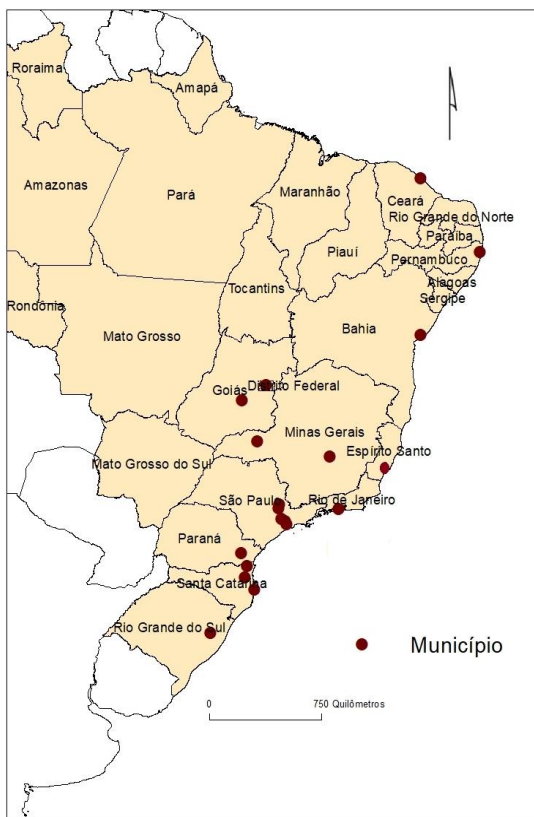 Roraima
Amapá
Amazonas
Pará
Maranhão
Ceará
Rio Grande do Norte
Paraíba
Piauí
Pernambuco
Alagoas
Sergipe
Tocantins
Rondônia
Mato Grosso
Bahia
Goiás
Distrito Federal
Minas Gerais
Espírito Santo
Mato Grosso do Sul
São Paulo
Rio de Janeiro
Paraná
Santa Catarina
Rio Grande do Sul
Município
0 750 Quilômetros